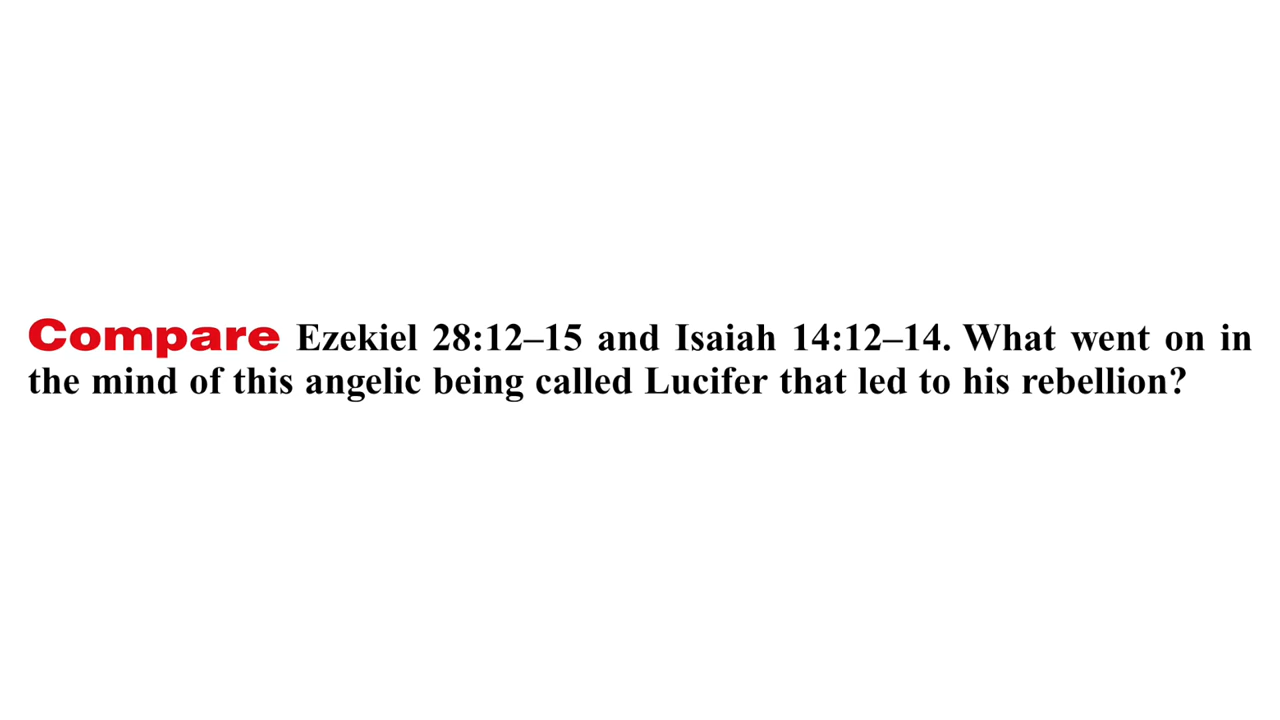 Compare Ezekiel 28:12–15 and Isaiah 14:12–14. What went on in
the mind of this angelic being called Lucifer that led to his rebellion?